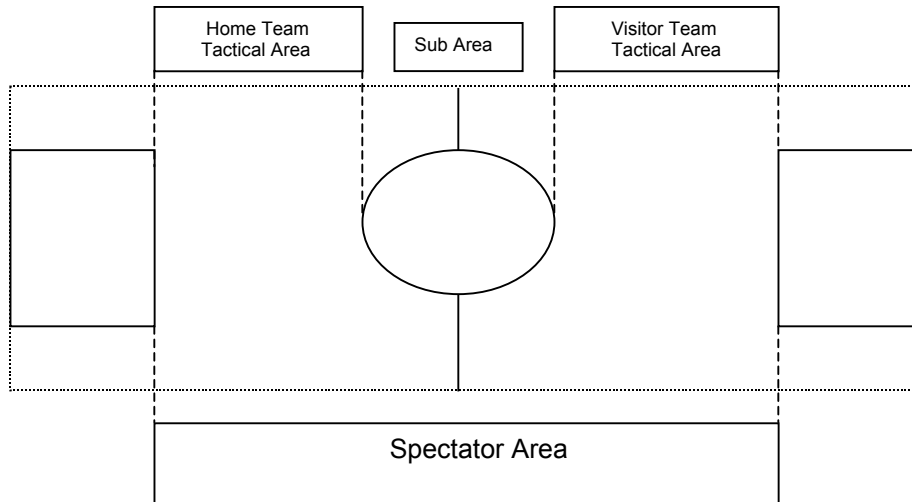 Home Team
Tactical Area
Sub Area
Visitor Team
Tactical Area
Spectator Area